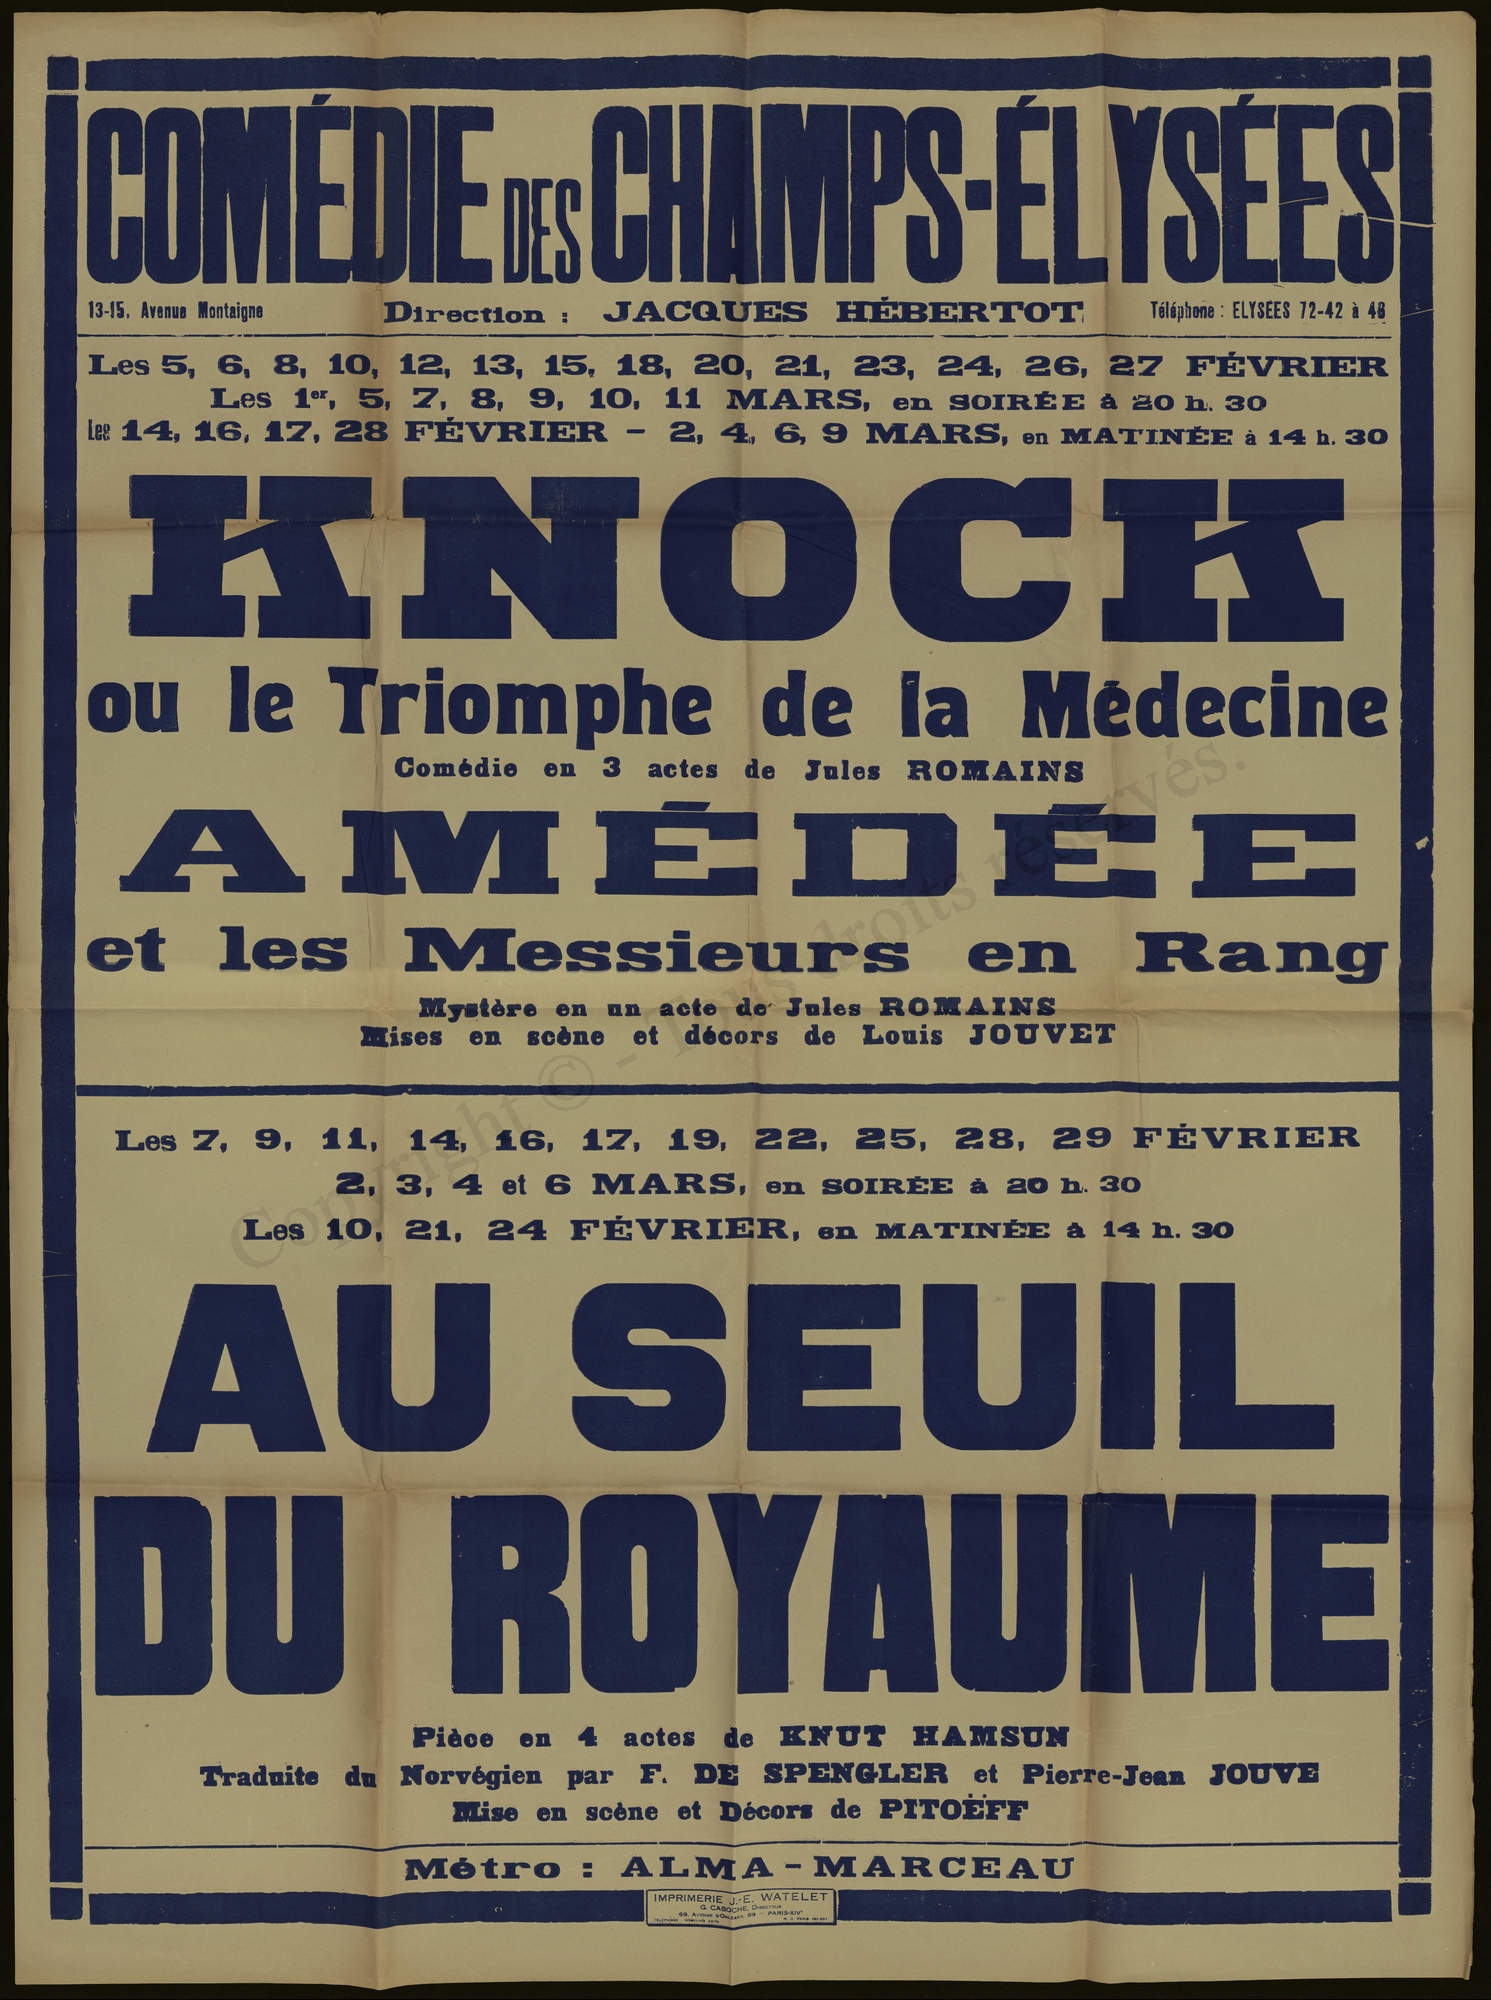 COMÉDIE DES CHAMPS-ÉLYSÉES
13-15, Avenue Montaigne Direction : JACQUES HÉBERTOT Téléphone : ELYSEES 72-42 à 48
Les 5, 6, 8, 10, 12, 13, 15, 18, 20, 21, 23, 24, 26, 27 FÉVRIER
Les 1er, 5, 7, 8, 9, 10, 11 MARS, en SOIRÉE à 20 h. 30
Les 14, 16, 17, 28 FÉVRIER - 2, 4, 6, 9 MARS, en MATINÉE à 14 h. 30
KNOCK
ou le Triomphe de la Médecine
Comédie en 3 actes de Jules ROMAINS
AMÉDÉE
et les Messieurs en Rang
Mystère en un acte de Jules ROMAINS
Mises en scène et décors de Louis JOUVET
Les 7, 9, 11, 14, 16, 17, 19, 22, 25, 28, 29 FÉVRIER
2, 3, 4 et 6 MARS, en SOIRÉE à 20 h. 30
Les 10, 21, 24 FÉVRIER, en MATINÉE à 14 h. 30
AU SEUIL
DU ROYAUME
Pièce en 4 actes de KNUT HAMSUN
Traduite du Norvégien par F. DE SPENGLER et Pierre-Jean JOUVE
Mise en scène et Décors de PITOËFF
Métro : ALMA-MARCEAU
IMPRIMERIE J.-E. WATELET
G. CABOCHE, Directeur
Copyright © - Tous droits réservés.